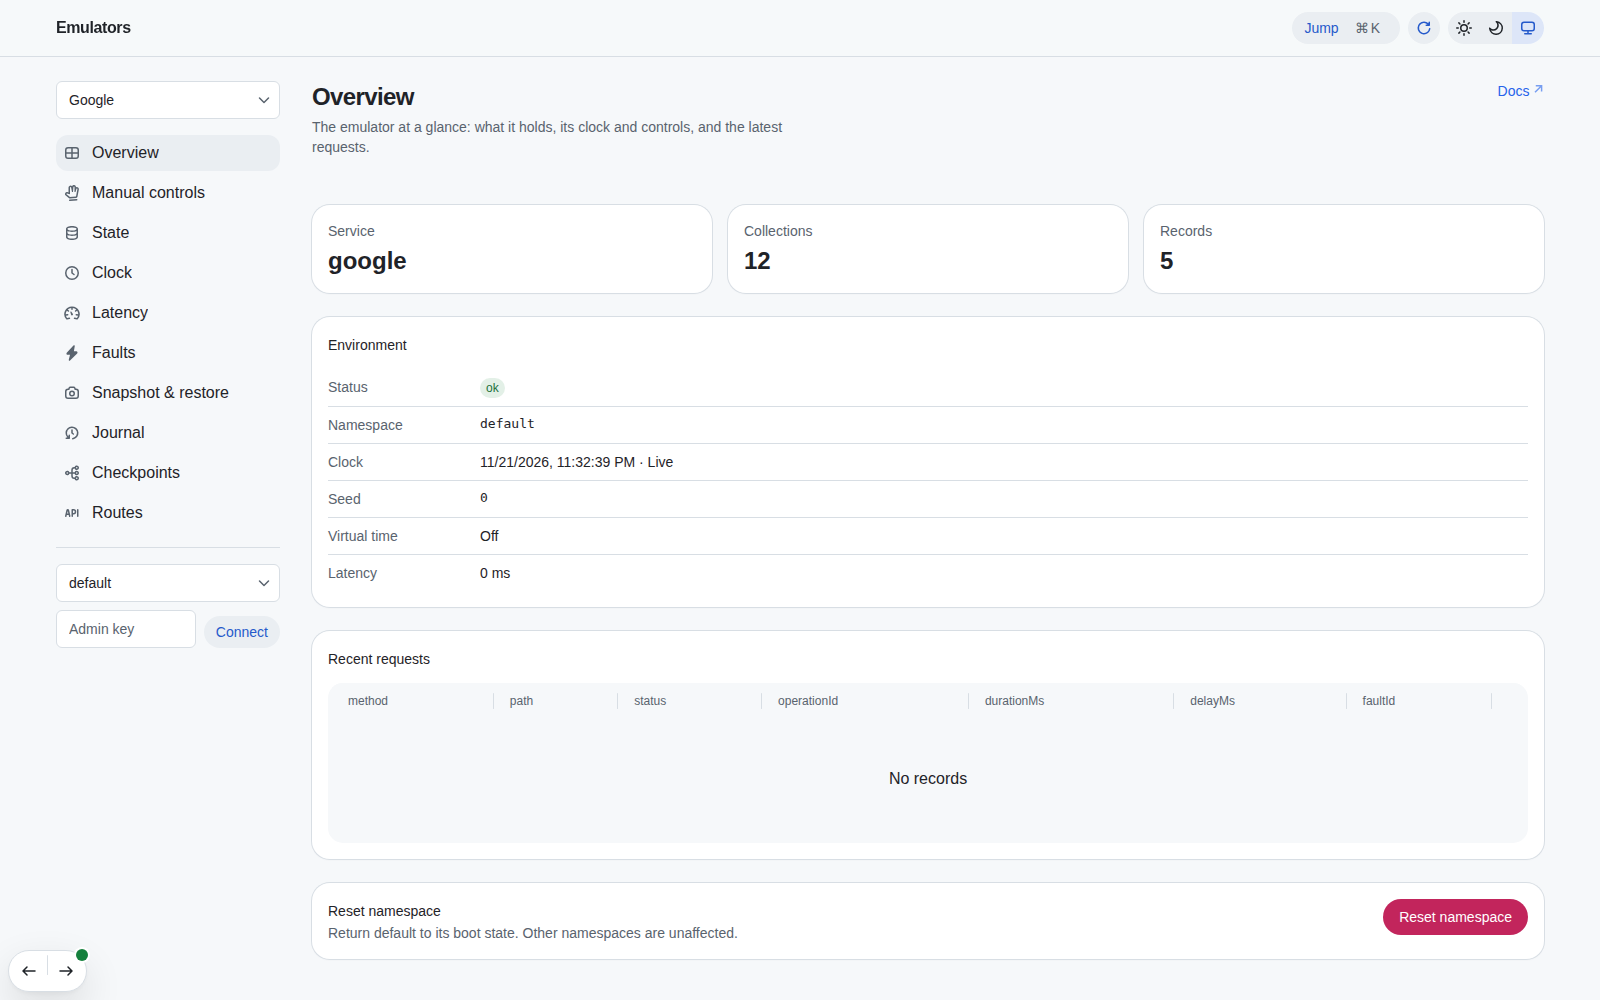 Emulators
Jump ⌘ K
Google
Overview
Manual controls
State
Clock
Latency
Faults
Snapshot & restore
Journal
Checkpoints
API Routes
default
Admin key
Connect
Overview
Docs
The emulator at a glance: what it holds, its clock and controls, and the latest
requests.
Service
google
Collections
12
Records
5
Environment
Status ok
Namespace default
Clock 11/21/2026, 11:32:39 PM · Live
Seed 0
Virtual time Off
Latency 0 ms
Recent requests
method path status operationId durationMs delayMs faultId
No records
Reset namespace
Return default to its boot state. Other namespaces are unaffected.
Reset namespace